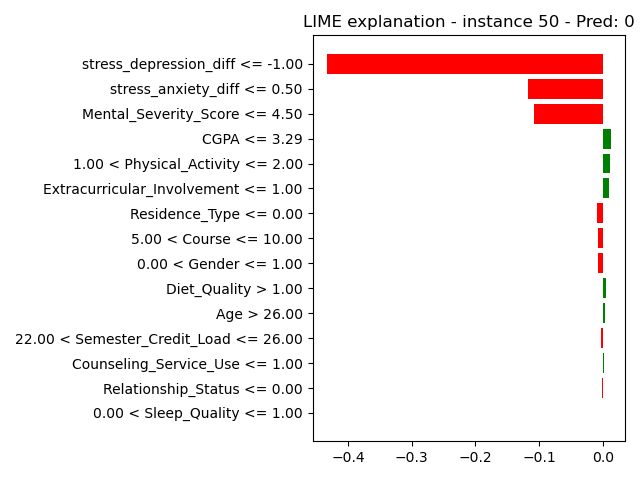 LIME explanation - instance 50 - Pred: 0
stress_depression_diff <= -1.00
stress_anxiety_diff <= 0.50
Mental_Severity_Score <= 4.50
CGPA <= 3.29
1.00 < Physical_Activity <= 2.00
Extracurricular_Involvement <= 1.00
Residence_Type <= 0.00
5.00 < Course <= 10.00
0.00 < Gender <= 1.00
Diet_Quality > 1.00
Age > 26.00
22.00 < Semester_Credit_Load <= 26.00
Counseling_Service_Use <= 1.00
Relationship_Status <= 0.00
0.00 < Sleep_Quality <= 1.00
−0.4 −0.3 −0.2 −0.1 0.0